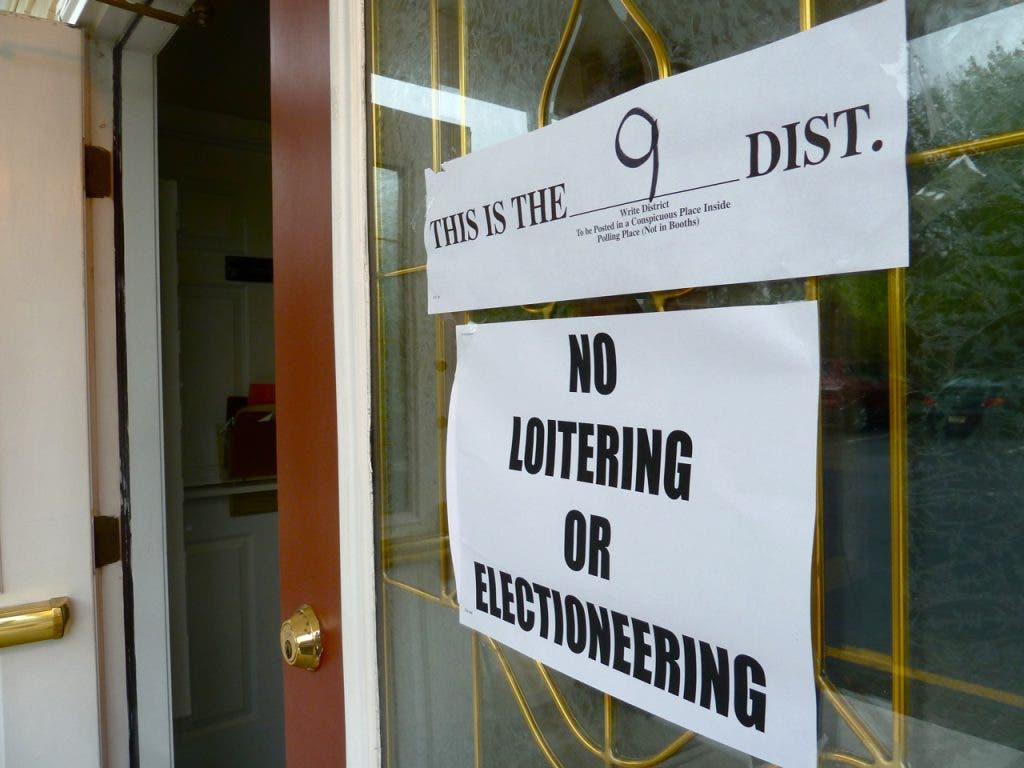 THIS IS THE 9 DIST.
Write District
To be Posted in a Conspicuous Place Inside
Polling Place (Not in Booths)
NO
LOITERING
OR
ELECTIONEERING